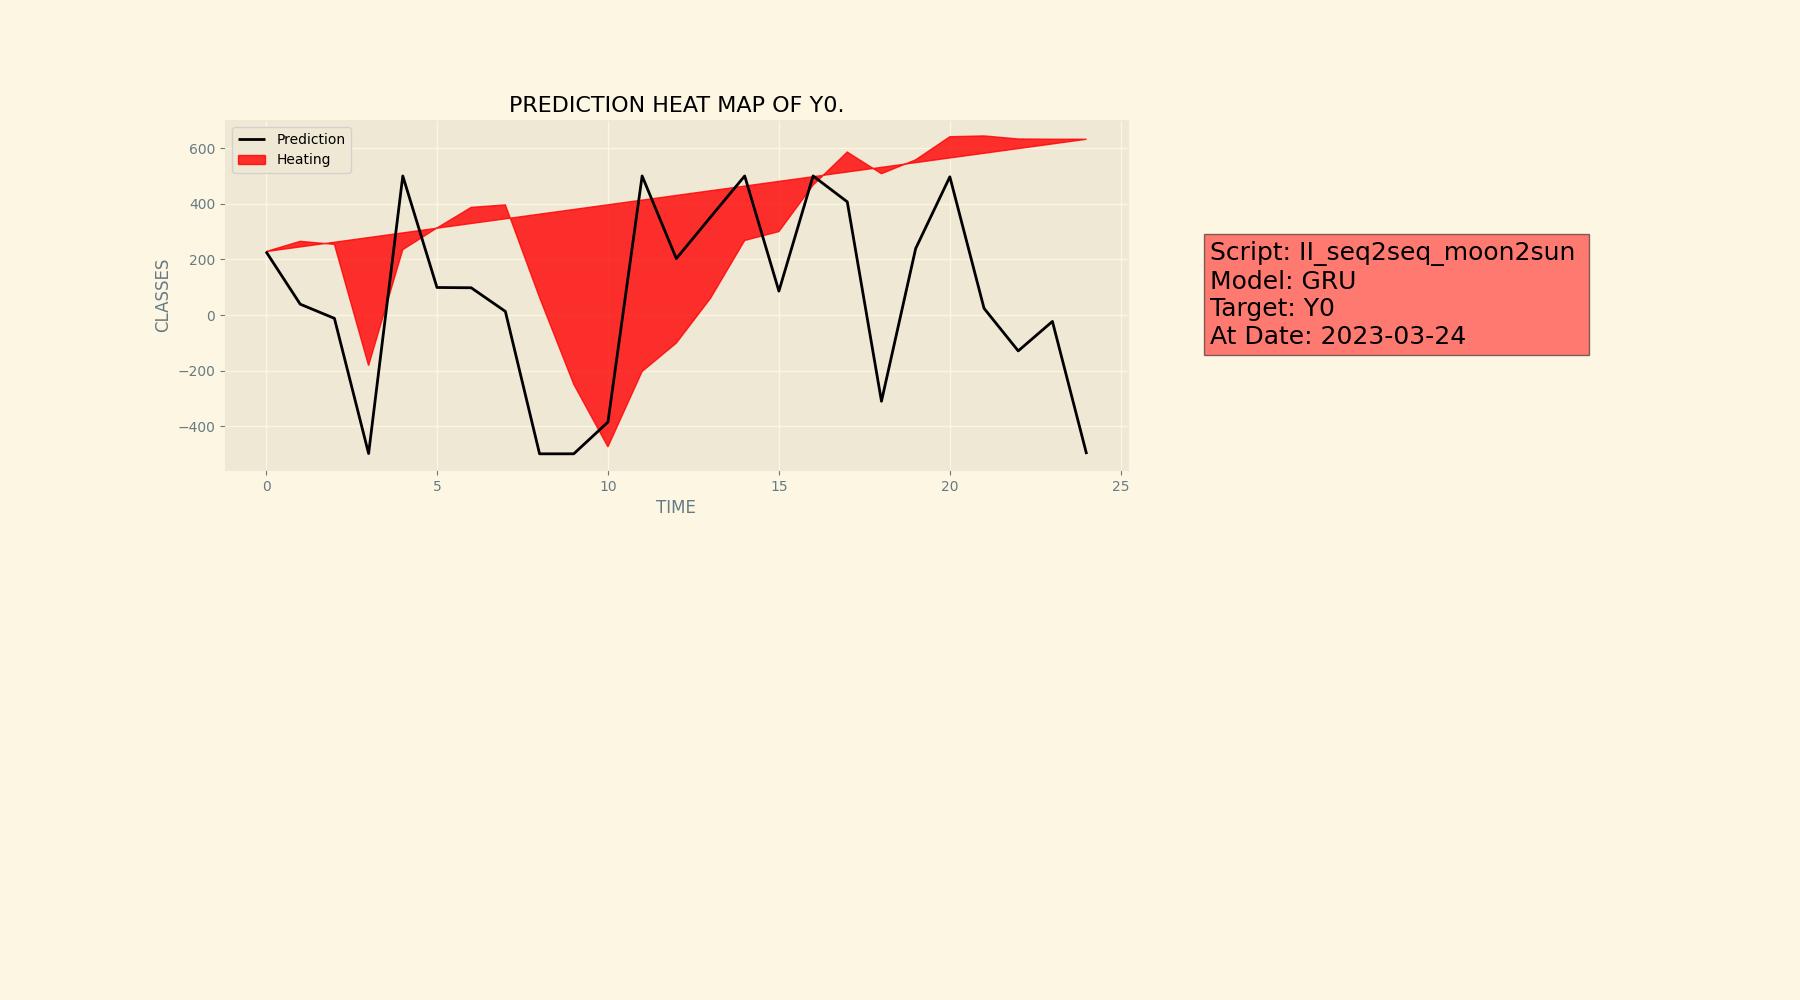 PREDICTION HEAT MAP OF Y0.
Prediction
Heating
600
400
200
0
−200
−400
CLASSES
0 5 10 15 20 25
TIME
Script: II_seq2seq_moon2sun
Model: GRU
Target: Y0
At Date: 2023-03-24